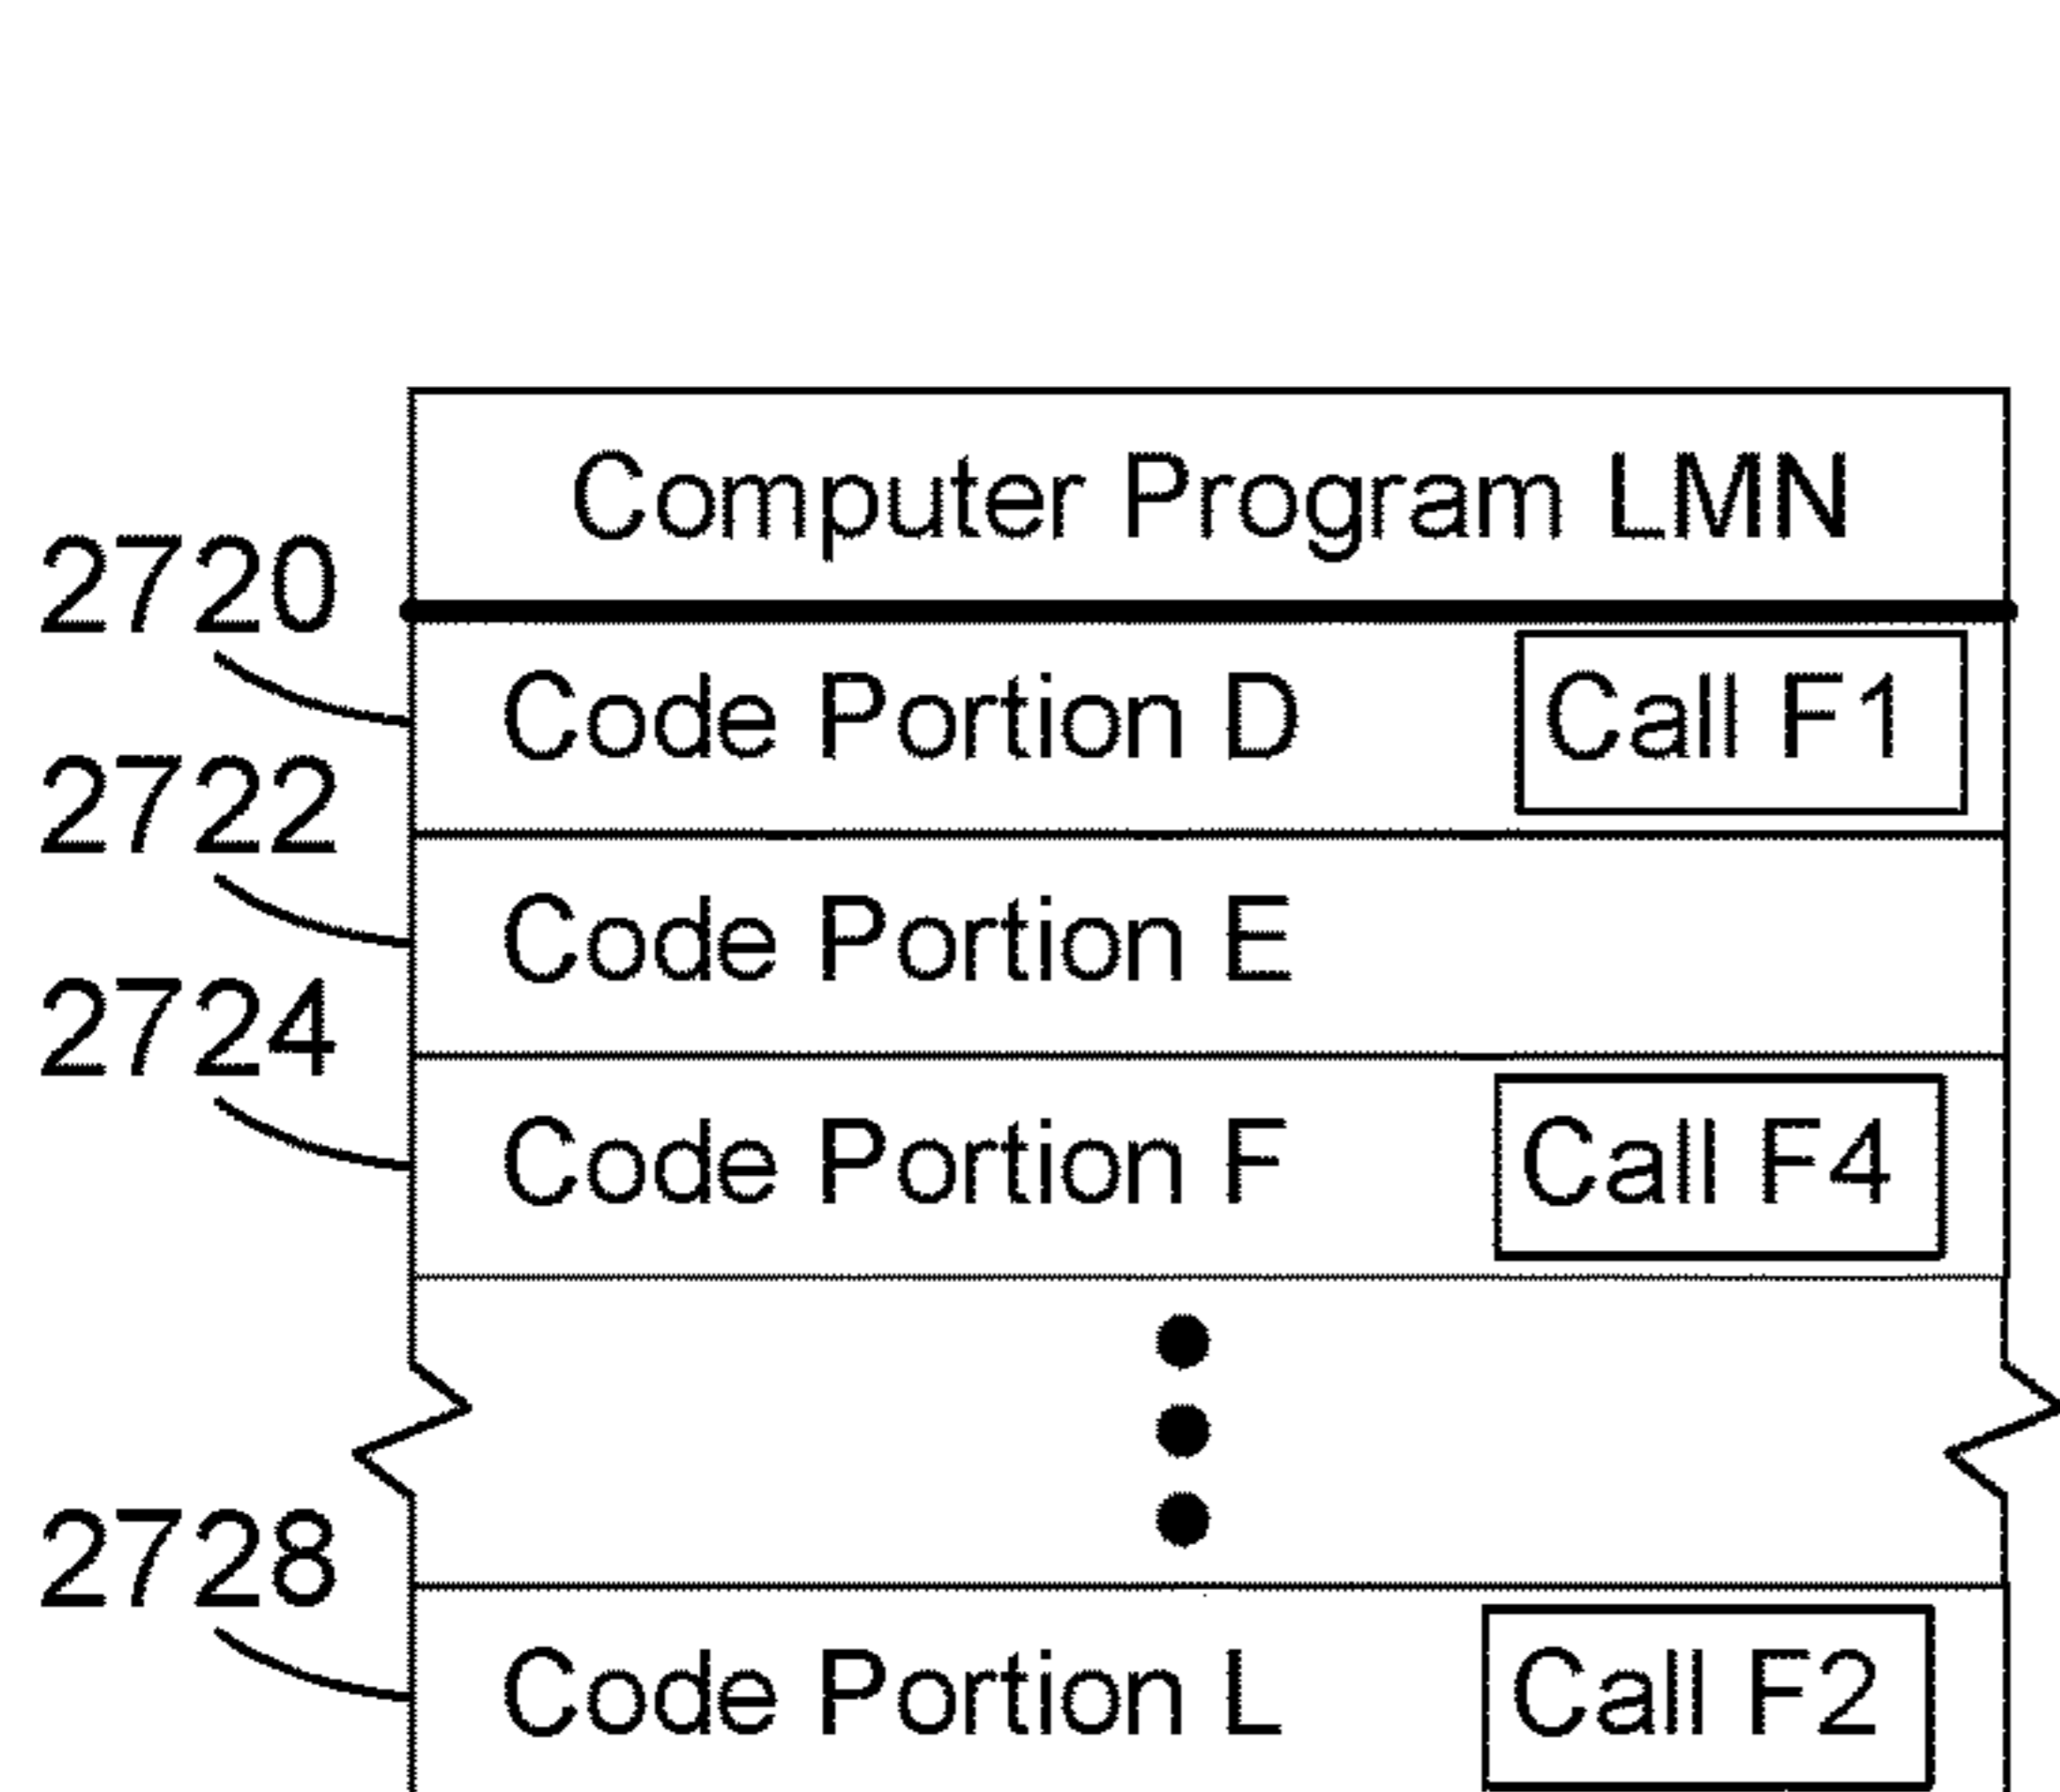 Computer Program LMN
2720
Code Portion D Call F1
2722
Code Portion E
2724
Code Portion F Call F4
2728
Code Portion L Call F2